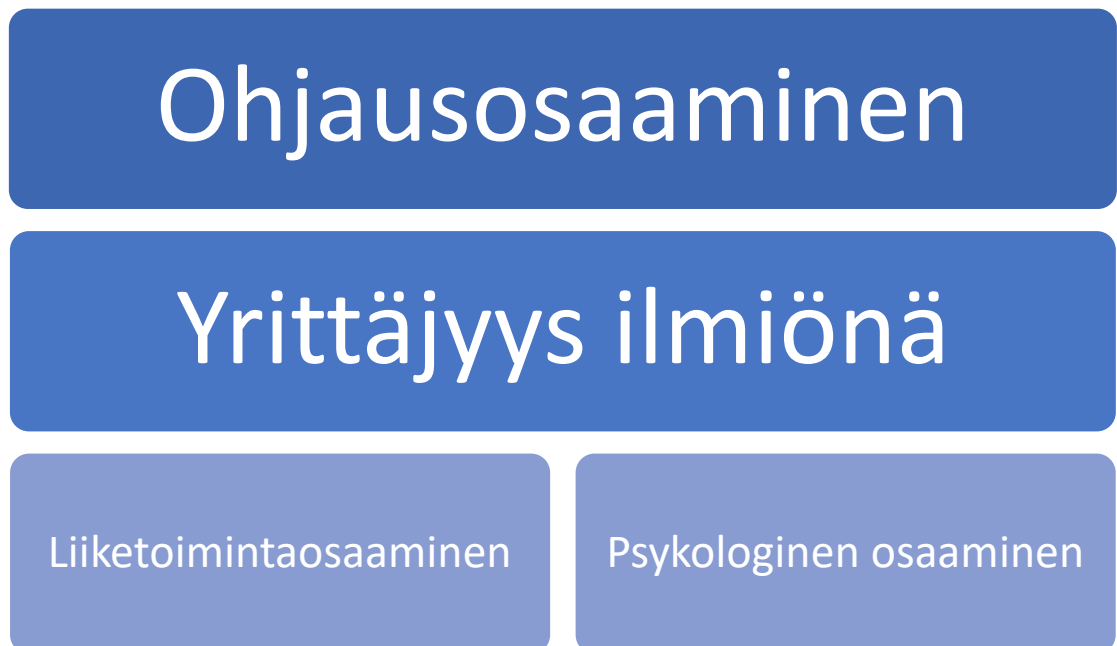 Ohjausosaaminen
Yrittäjyys ilmiönä
Liiketoimintaosaaminen
Psykologinen osaaminen